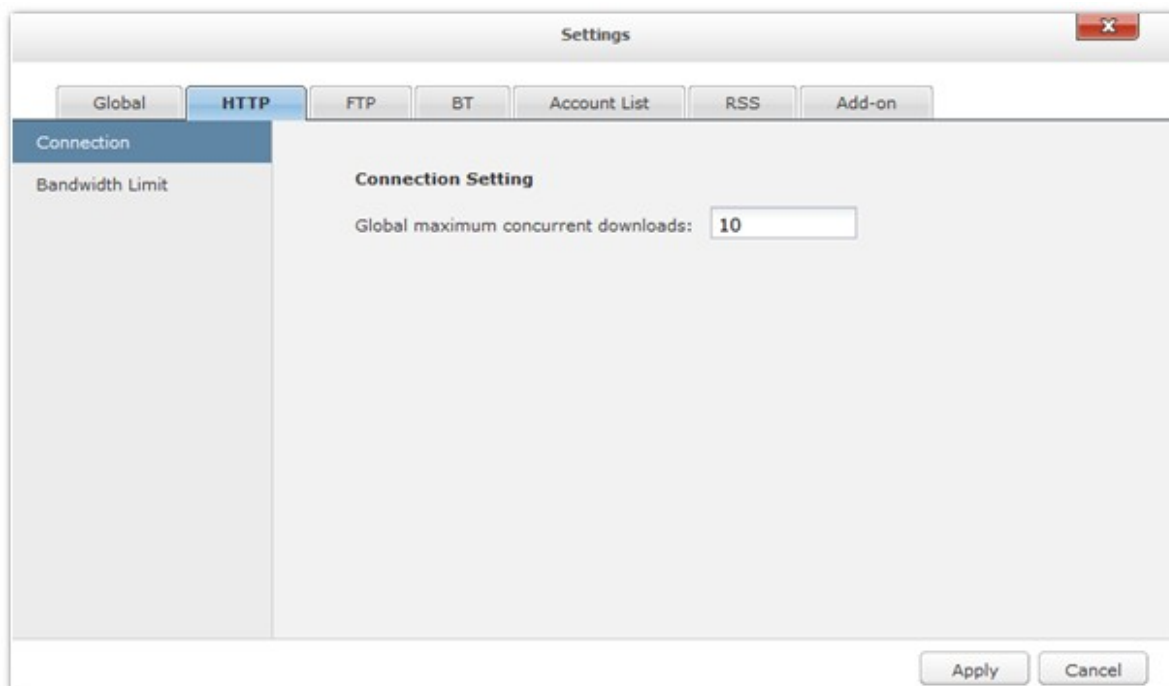 Settings
Global HTTP FTP BT Account List RSS Add-on
Connection
Bandwidth Limit
Connection Setting
Global maximum concurrent downloads: 10
Apply Cancel